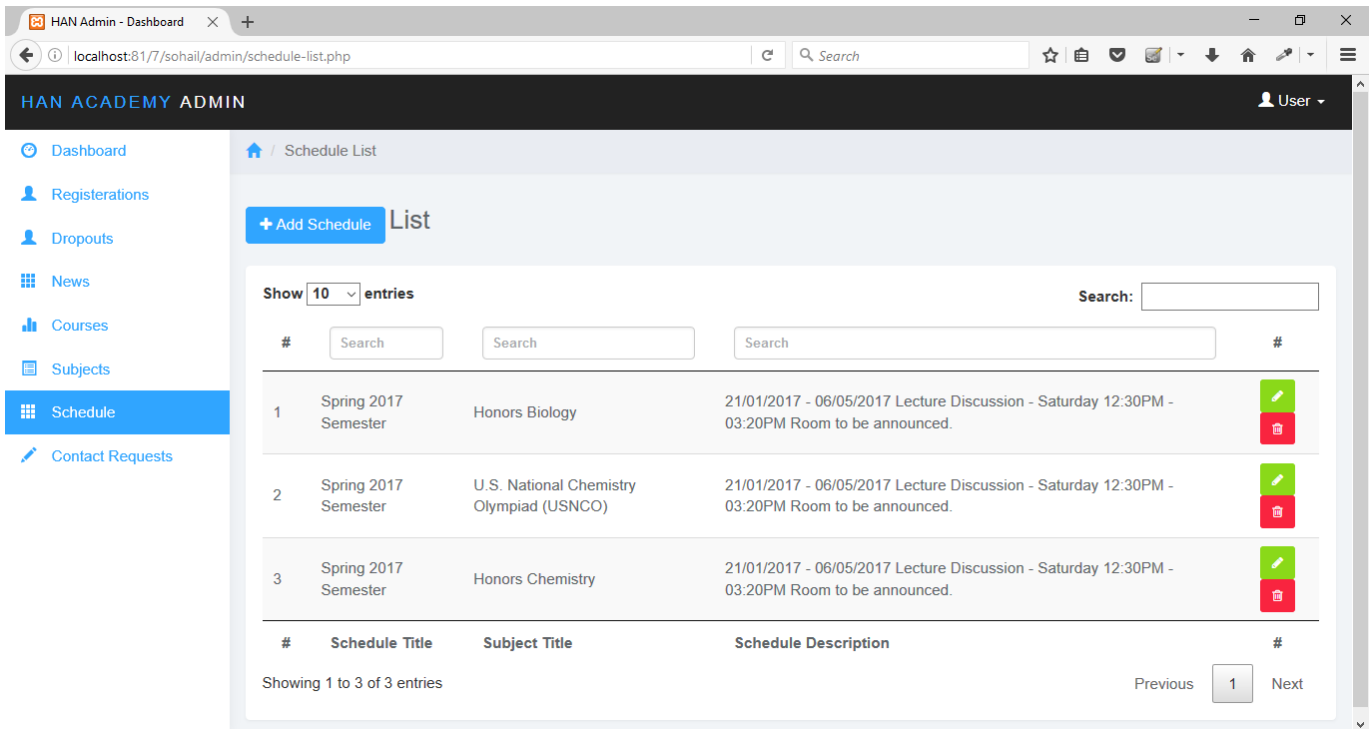 HAN Admin - Dashboard
localhost:81/7/sohail/admin/schedule-list.php
Search
HAN ACADEMY ADMIN
User
Dashboard
Registerations
Dropouts
News
Courses
Subjects
Schedule
Contact Requests
/ Schedule List
Add Schedule List
Show 10 entries
Search:
# Search Search Search #
1 Spring 2017 Semester Honors Biology 21/01/2017 - 06/05/2017 Lecture Discussion - Saturday 12:30PM -
03:20PM Room to be announced.
2 Spring 2017 Semester U.S. National Chemistry Olympiad (USNCO) 21/01/2017 - 06/05/2017 Lecture Discussion - Saturday 12:30PM -
03:20PM Room to be announced.
3 Spring 2017 Semester Honors Chemistry 21/01/2017 - 06/05/2017 Lecture Discussion - Saturday 12:30PM -
03:20PM Room to be announced.
# Schedule Title Subject Title Schedule Description #
Showing 1 to 3 of 3 entries
Previous 1 Next